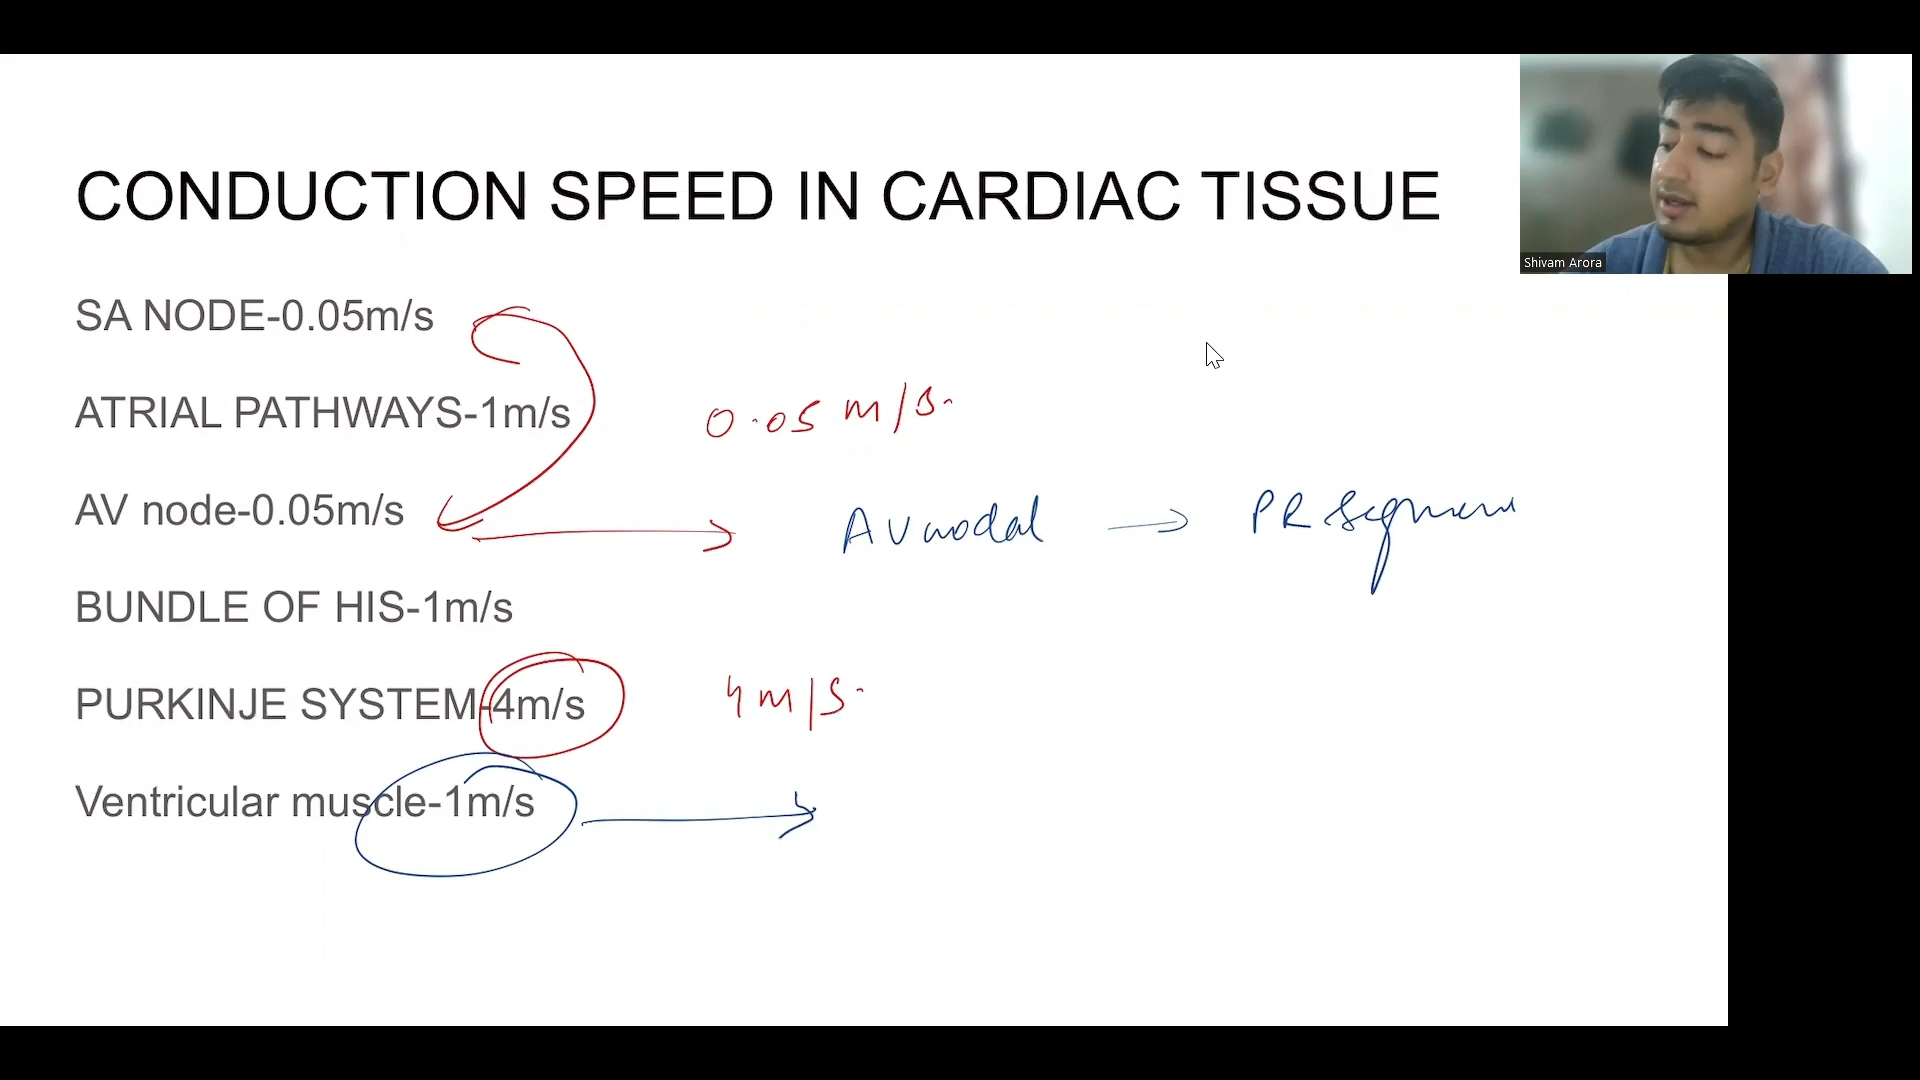 CONDUCTION SPEED IN CARDIAC TISSUE
Shivam Arora
SA NODE-0.05m/s
ATRIAL PATHWAYS-1m/s
0.05 m/s.
AV node-0.05m/s
AV nodal → PR Segment
BUNDLE OF HIS-1m/s
PURKINJE SYSTEM-4m/s
4m/s.
Ventricular muscle-1m/s